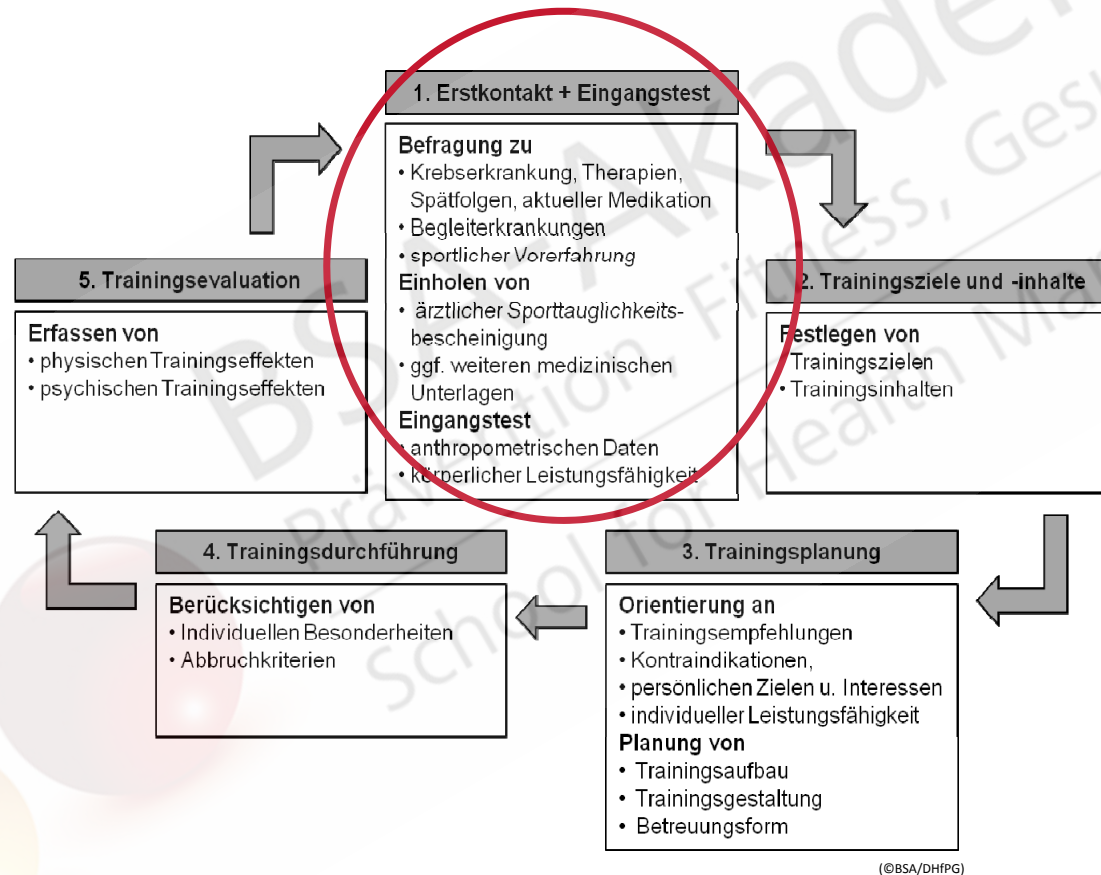 1. Erstkontakt + Eingangstest
Befragung zu
• Krebserkrankung, Therapien,
Spätfolgen, aktueller Medikation
• Begleiterkrankungen
• sportlicher Vorerfahrung
Einholen von
• ärztlicher Sporttauglichkeits-
bescheinigung
• ggf. weiteren medizinischen
Unterlagen
Eingangstest
• anthropometrischen Daten
• körperlicher Leistungsfähigkeit
2. Trainingsziele und -inhalte
Festlegen von
Trainingszielen
• Trainingsinhalten
3. Trainingsplanung
Orientierung an
• Trainingsempfehlungen
• Kontraindikationen,
• persönlichen Zielen u. Interessen
• individueller Leistungsfähigkeit
Planung von
• Trainingsaufbau
• Trainingsgestaltung
• Betreuungsform
4. Trainingsdurchführung
Berücksichtigen von
• Individuellen Besonderheiten
• Abbruchkriterien
5. Trainingsevaluation
Erfassen von
• physischen Trainingseffekten
• psychischen Trainingseffekten
(©BSA/DHfPG)
BSA-Akade
Prävention, Fitness, Ges
School for Health Ma